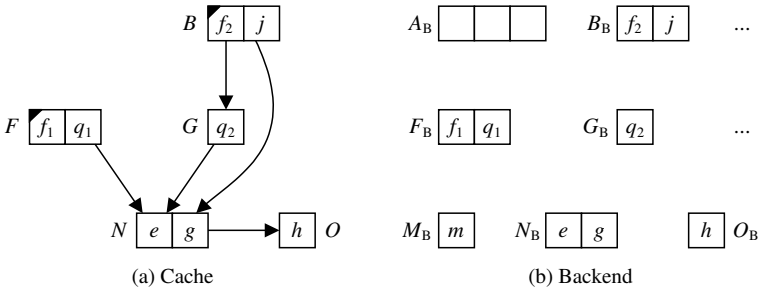 B f₂ j A_B B_B f₂ j ...
F f₁ q₁ G q₂ F_B f₁ q₁ G_B q₂ ...
N e g h O M_B m N_B e g h O_B
(a) Cache (b) Backend